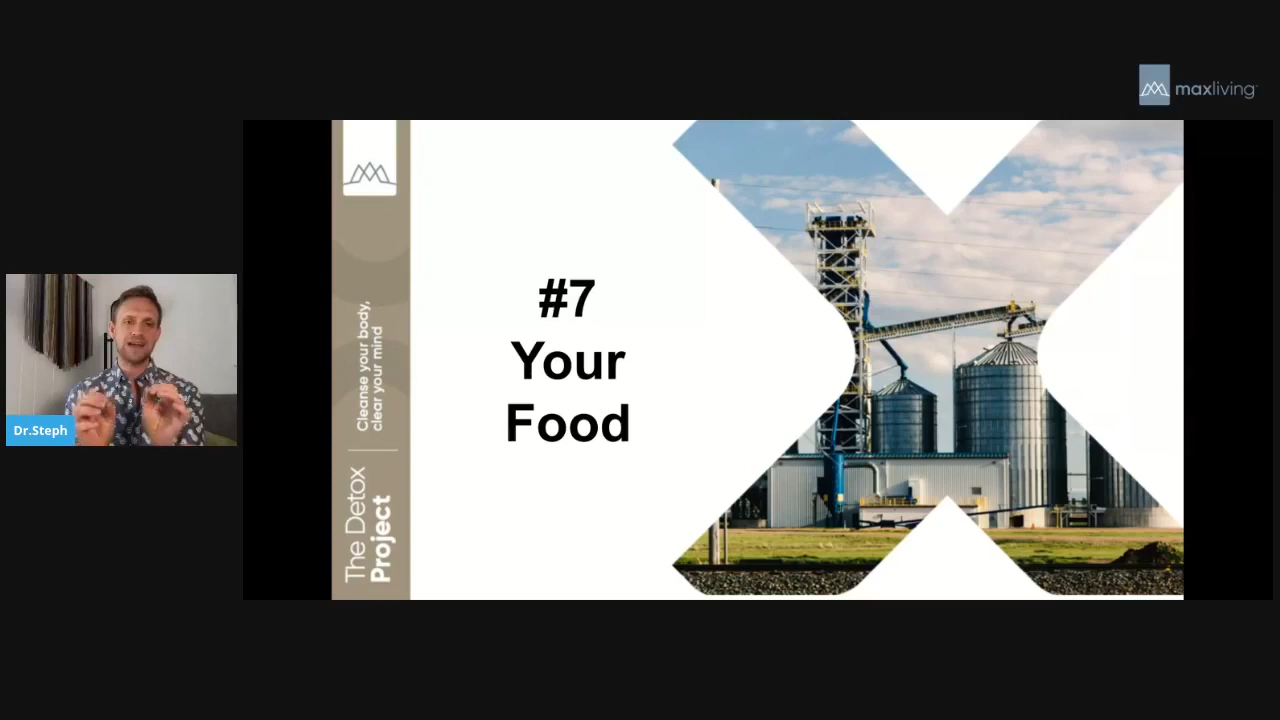 maxliving
Cleanse your body,
clear your mind
The Detox
Project
#7
Your
Food
Dr.Steph